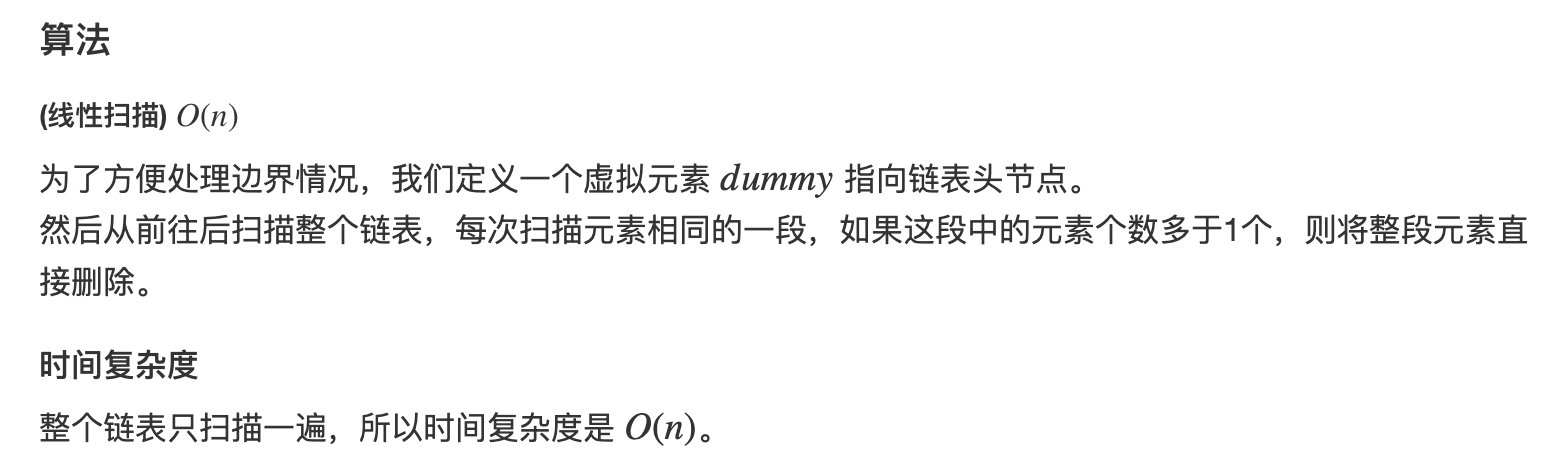 算法
(线性扫描) O(n)
为了方便处理边界情况，我们定义一个虚拟元素 dummy 指向链表头节点。
然后从前往后扫描整个链表，每次扫描元素相同的一段，如果这段中的元素个数多于1个，则将整段元素直
接删除。
时间复杂度
整个链表只扫描一遍，所以时间复杂度是 O(n)。